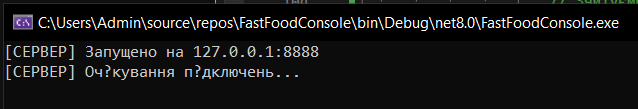 C:\Users\Admin\source\repos\FastFoodConsole\bin\Debug\net8.0\FastFoodConsole.exe
[СЕРВЕР] Запущено на 127.0.0.1:8888
[СЕРВЕР] Оч?кування п?дключень...